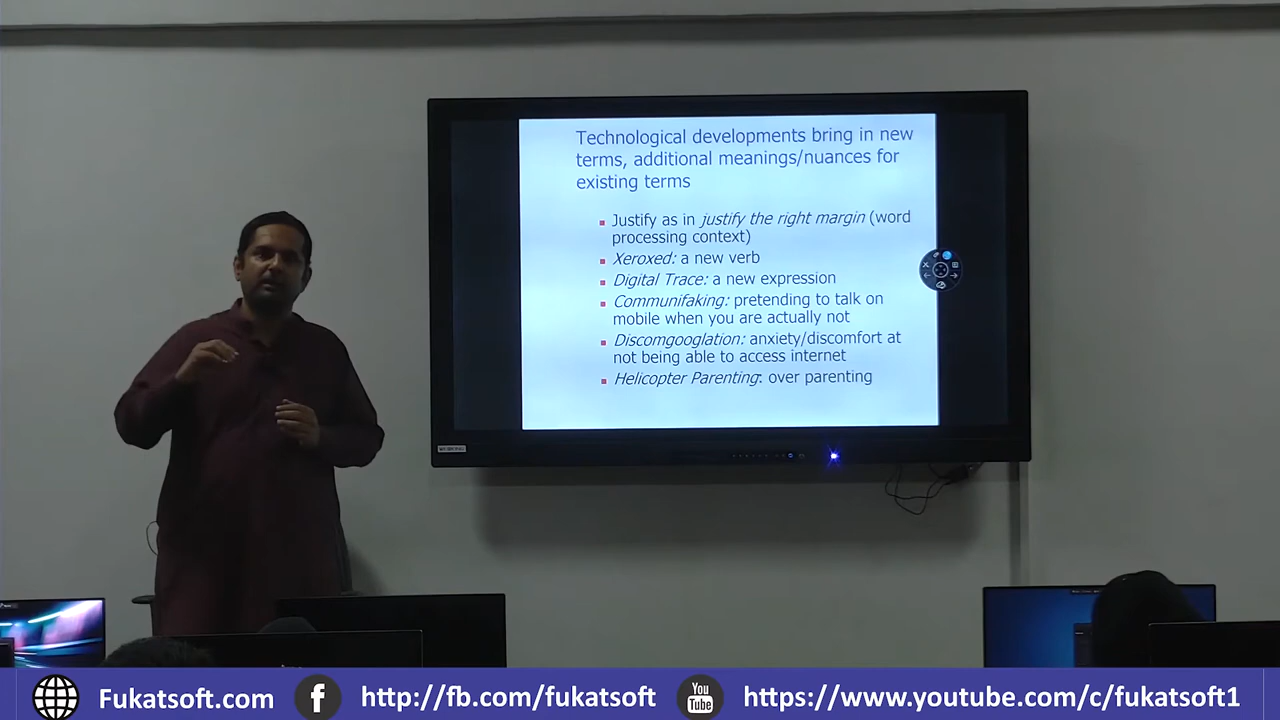 Technological developments bring in new
terms, additional meanings/nuances for
existing terms
Justify as in justify the right margin (word
processing context)
Xeroxed: a new verb
Digital Trace: a new expression
Communifaking: pretending to talk on
mobile when you are actually not
Discomgooglation: anxiety/discomfort at
not being able to access internet
Helicopter Parenting: over parenting
Fukatsoft.com
f
http://fb.com/fukatsoft
You
Tube
https://www.youtube.com/c/fukatsoft1